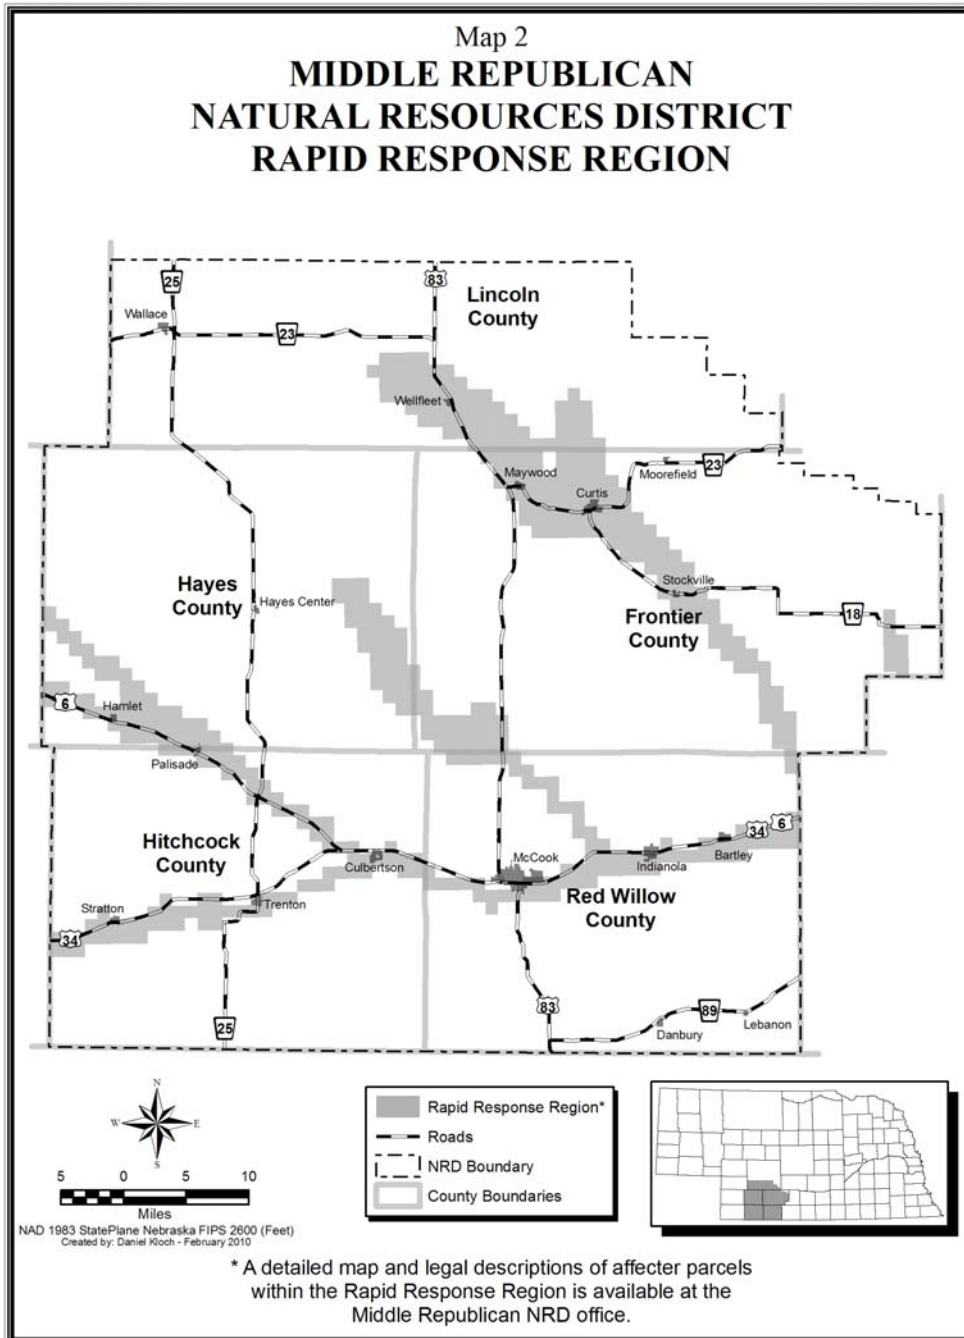 Map 2
MIDDLE REPUBLICAN
NATURAL RESOURCES DISTRICT
RAPID RESPONSE REGION
25
83
Lincoln
County
Wallace
23
Wellfleet
Maywood
Moorefield
23
Curtis
Hayes
County
Hayes Center
Stockville
Frontier
County
18
6
Hamlet
Palisade
Hitchcock
County
Culbertson
McCook
Indianola
Bartley
34
6
Red Willow
County
Stratton
Trenton
34
25
83
89
Danbury
Lebanon
N
W
E
S
5 0 5 10
Miles
NAD 1983 StatePlane Nebraska FIPS 2600 (Feet)
Created by: Daniel Kloch - February 2010
Rapid Response Region*
Roads
NRD Boundary
County Boundaries
* A detailed map and legal descriptions of affecter parcels
within the Rapid Response Region is available at the
Middle Republican NRD office.